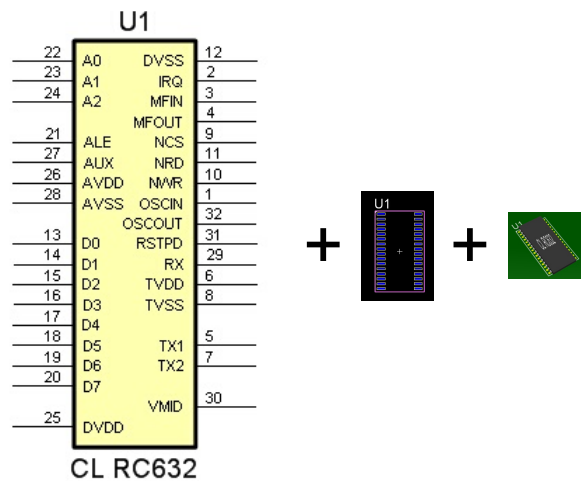 U1
22 A0 DVSS 12
23 A1 IRQ 2
24 A2 MFIN 3
MFOUT 4
21 ALE NCS 9
27 AUX NRD 11
26 AVDD NWR 10
28 AVSS OSCIN 1
OSCOUT 32
13 D0 RSTPD 31
14 D1 RX 29
15 D2 TVDD 6
16 D3 TVSS 8
17 D4
18 D5 TX1 5
19 D6 TX2 7
20 D7
VMID 30
25 DVDD
CL RC632
+
U1
+
U1